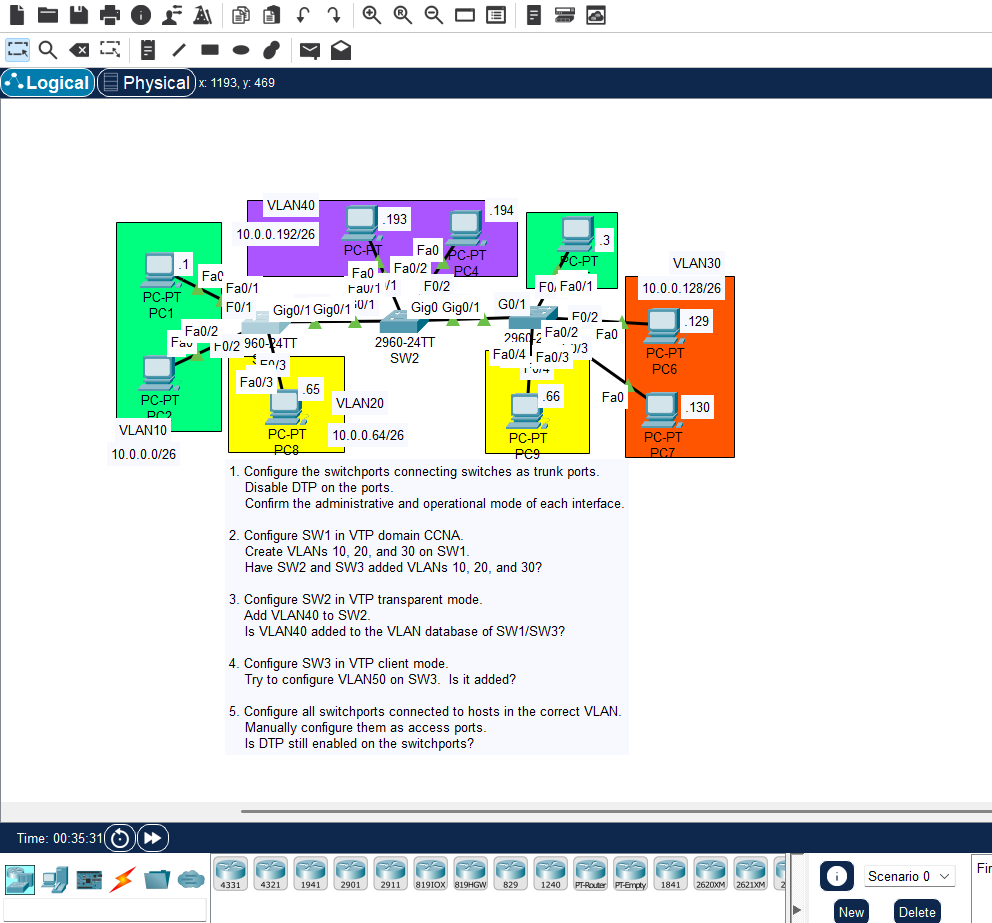 Logical
Physical
x: 1193, y: 469
VLAN40
.193
.194
10.0.0.192/26
PC-PT
Fa0
PC-PT
PC4
.3
PC-PT
VLAN30
.1
Fa0
Fa0/2
Fa0
Fa0/1
F0/2
F0/
Fa0/1
10.0.0.128/26
PC-PT
PC1
Fa0/1
F0/1
Gig0/1
Gig0/1
Gig0
Gig0/1
G0/1
F0/2
.129
Fa0/2
Fa0
F0/2
960-24TT
2960-24TT
SW2
Fa0/2
Fa0
PC-PT
PC6
F0/3
Fa0/4
Fa0/3
PC-PT
PC2
Fa0/3
.65
PC-PT
PC8
VLAN20
10.0.0.64/26
.66
PC-PT
PC9
Fa0
.130
PC-PT
PC7
VLAN10
10.0.0.0/26
1. Configure the switchports connecting switches as trunk ports.
Disable DTP on the ports.
Confirm the administrative and operational mode of each interface.
2. Configure SW1 in VTP domain CCNA.
Create VLANs 10, 20, and 30 on SW1.
Have SW2 and SW3 added VLANs 10, 20, and 30?
3. Configure SW2 in VTP transparent mode.
Add VLAN40 to SW2.
Is VLAN40 added to the VLAN database of SW1/SW3?
4. Configure SW3 in VTP client mode.
Try to configure VLAN50 on SW3. Is it added?
5. Configure all switchports connected to hosts in the correct VLAN.
Manually configure them as access ports.
Is DTP still enabled on the switchports?
Time: 00:35:31
4331
4321
1941
2901
2911
819IOX
819HGW
829
1240
PT-Router
PT-Empty
1841
2620XM
2621XM
Scenario 0
New
Delete